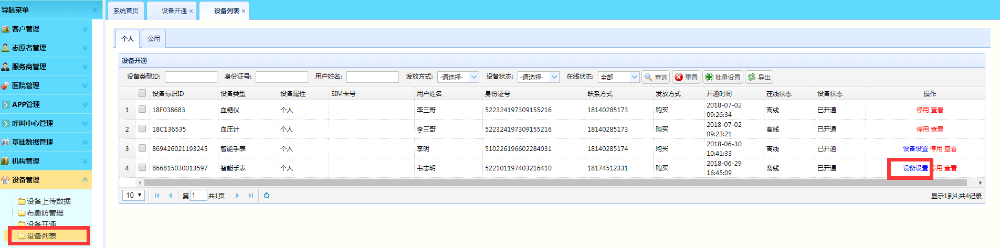 导航菜单
系统首页
设备开通
设备列表
客户管理
志愿者管理
服务商管理
医院管理
APP管理
呼叫中心管理
基础数据管理
机构管理
设备管理
设备上传数据
布撤防管理
设备开通
设备列表
个人 公用
设备开通
设备类型ID: 身份证号: 用户姓名: 发放方式: -请选择- 设备状态: -请选择- 在线状态: 全部 查询 重置 批量设置 导出
设备标识ID 设备类型 设备属性 SIM卡号 用户姓名 身份证号 联系方式 发放方式 开通时间 在线状态 设备状态 操作
1 18F038683 血糖仪 个人 李三哥 522324197309155216 18140285173 购买 2018-07-02 09:26:34 离线 已开通 停用 查看
2 18C136535 血压计 个人 李三哥 522324197309155216 18140285173 购买 2018-07-02 09:23:21 离线 已开通 停用 查看
3 869426021193245 智能手表 个人 李明 510226196602284031 18140285174 购买 2018-06-30 10:41:33 离线 已开通 设备设置 停用 查看
4 866815030013597 智能手表 个人 韦志明 522101197403216410 18174512331 购买 2018-06-29 16:45:09 离线 已开通 设备设置 停用 查看
10 第 1 共1页 显示1到4,共4记录